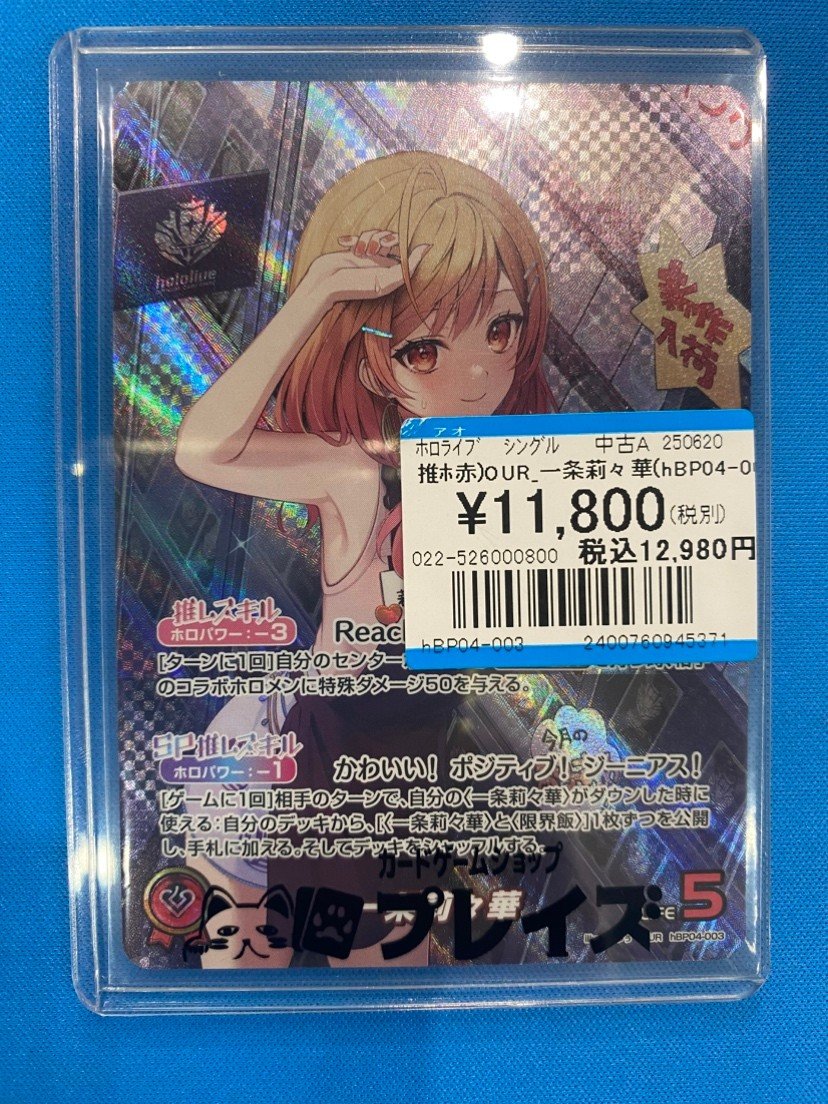 hololive
新作
入荷
アオ
ホロライブ シングル 中古A 250620
推ホ赤)OUR_一条莉々華(hBP04-0
¥11,800(税別)
022-526000800 税込12,980円
hBP04-003 2400760945371
推しスキル
ホロパワー:-3
Reac
[ターンに1回]自分のセンター
のコラボホロメンに特殊ダメージ50を与える。
今月の
SP推しスキル
ホロパワー:-1
かわいい! ポジティブ! ジーニアス!
[ゲームに1回]相手のターンで、自分の〈一条莉々華〉がダウンした時に
使える:自分のデッキから、[〈一条莉々華〉と〈限界飯〉]1枚ずつを公開
し、手札に加える。そしてデッキをシャッフルする。
カードゲームショップ
プレイズ
一条莉々華
LIFE 5
OUR hBP04-003